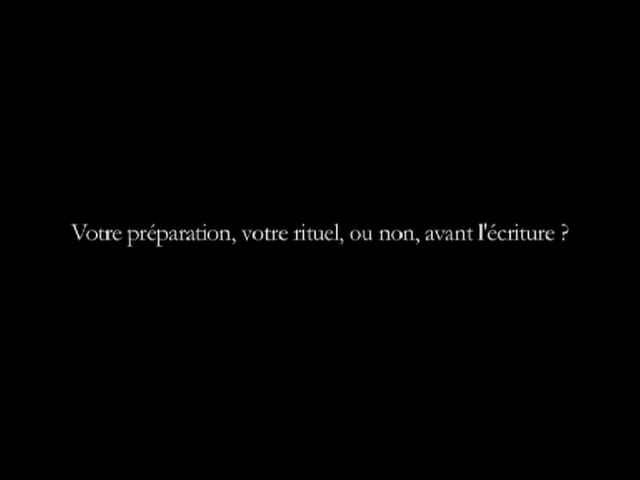 Votre préparation, votre rituel, ou non, avant l'écriture ?